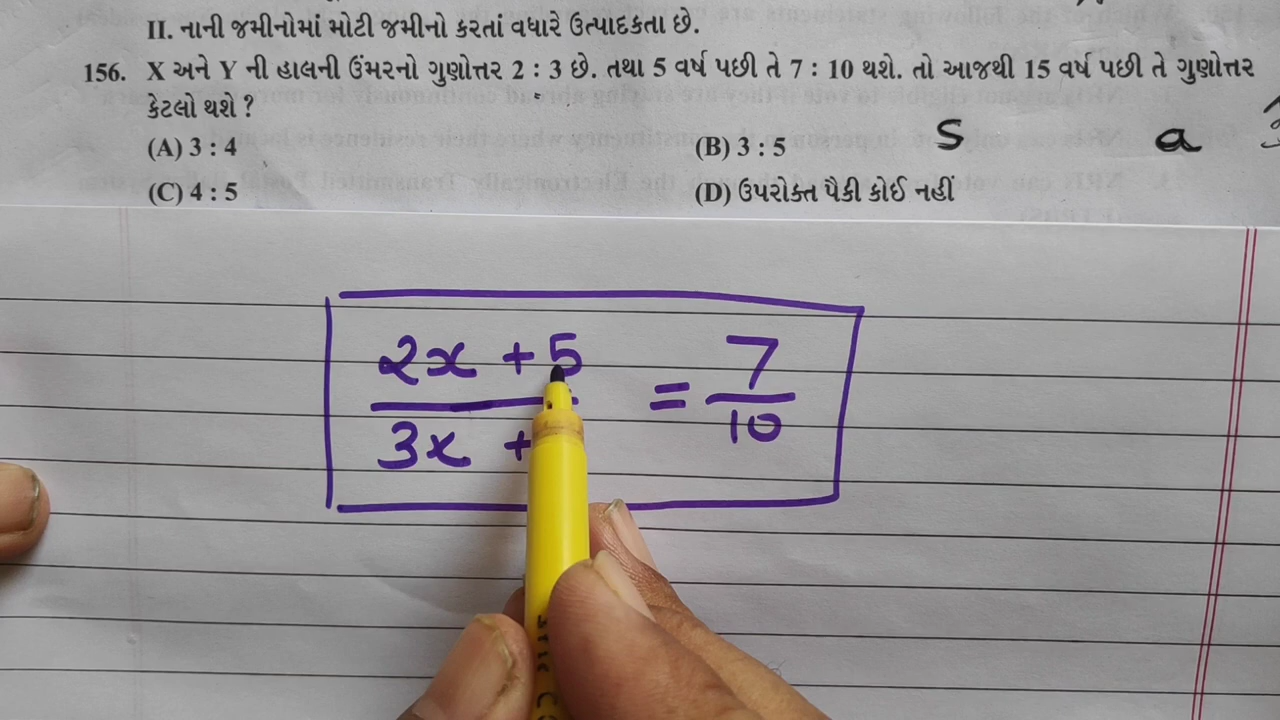 II. નાની જમીનોમાં મોટી જમીનો કરતાં વધારે ઉત્પાદકતા છે.
156. X અને Y ની હાલની ઉંમરનો ગુણોત્તર 2 : 3 છે. તથા 5 વર્ષ પછી તે 7 : 10 થશે. તો આજથી 15 વર્ષ પછી તે ગુણોત્તર
કેટલો થશે ?
(A) 3 : 4 (B) 3 : 5 S a
(C) 4 : 5 (D) ઉપરોક્ત પૈકી કોઈ નહીં
2x + 5 = 7
3x + 10